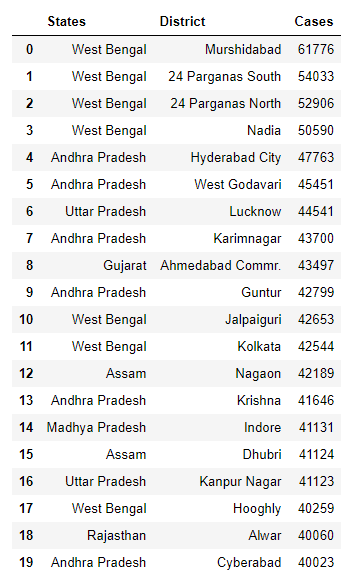 States District Cases
0 West Bengal Murshidabad 61776
1 West Bengal 24 Parganas South 54033
2 West Bengal 24 Parganas North 52906
3 West Bengal Nadia 50590
4 Andhra Pradesh Hyderabad City 47763
5 Andhra Pradesh West Godavari 45451
6 Uttar Pradesh Lucknow 44541
7 Andhra Pradesh Karimnagar 43700
8 Gujarat Ahmedabad Commr. 43497
9 Andhra Pradesh Guntur 42799
10 West Bengal Jalpaiguri 42653
11 West Bengal Kolkata 42544
12 Assam Nagaon 42189
13 Andhra Pradesh Krishna 41646
14 Madhya Pradesh Indore 41131
15 Assam Dhubri 41124
16 Uttar Pradesh Kanpur Nagar 41123
17 West Bengal Hooghly 40259
18 Rajasthan Alwar 40060
19 Andhra Pradesh Cyberabad 40023